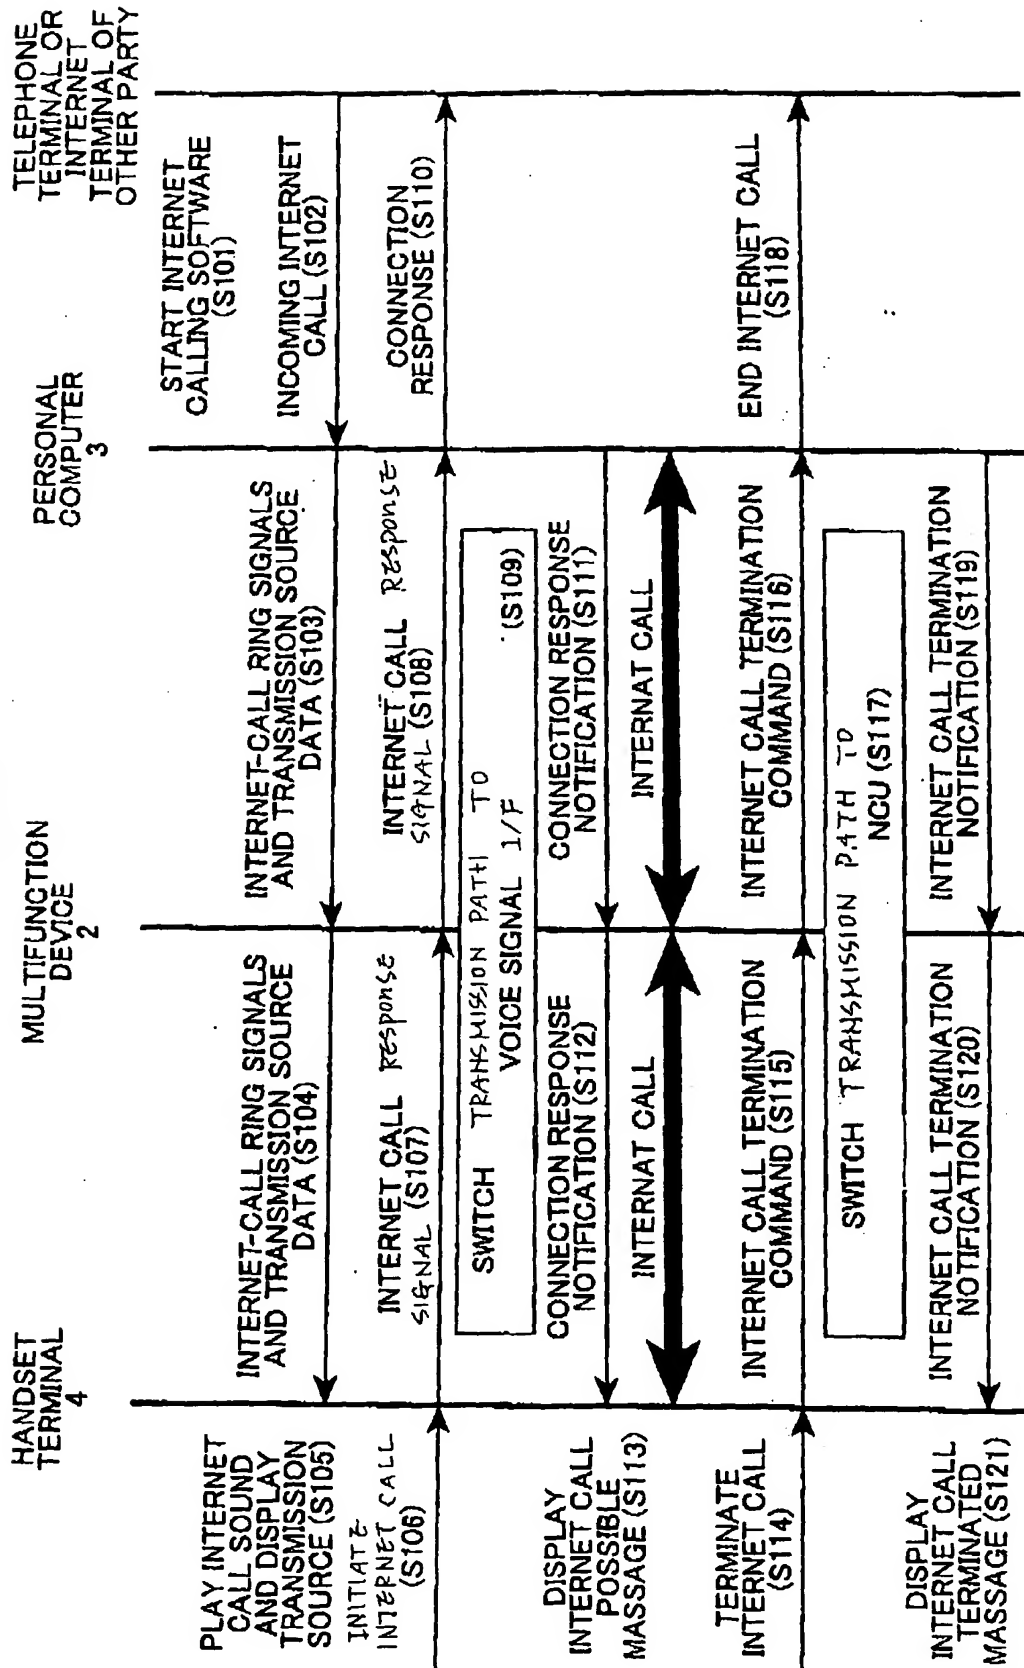 HANDSET
TERMINAL
4
MULTIFUNCTION
DEVICE
2
PERSONAL
COMPUTER
3
TELEPHONE
TERMINAL OR
INTERNET
TERMINAL OF
OTHER PARTY
START INTERNET
CALLING SOFTWARE
(S101)
INCOMING INTERNET
CALL (S102)
INTERNET-CALL RING SIGNALS
AND TRANSMISSION SOURCE
DATA (S103)
INTERNET-CALL RING SIGNALS
AND TRANSMISSION SOURCE
DATA (S104)
PLAY INTERNET
CALL SOUND
AND DISPLAY
TRANSMISSION
SOURCE (S105)
INITIATE
INTERNET CALL
(S106)
INTERNET CALL RESPONSE
SIGNAL (S107)
INTERNET CALL RESPONSE
SIGNAL (S108)
CONNECTION
RESPONSE (S110)
SWITCH TRANSMISSION PATH TO
VOICE SIGNAL I/F (S109)
CONNECTION RESPONSE
NOTIFICATION (S111)
CONNECTION RESPONSE
NOTIFICATION (S112)
DISPLAY
INTERNET CALL
POSSIBLE
MASSAGE (S113)
INTERNAT CALL
INTERNAT CALL
TERMINATE
INTERNET CALL
(S114)
INTERNET CALL TERMINATION
COMMAND (S115)
INTERNET CALL TERMINATION
COMMAND (S116)
END INTERNET CALL
(S118)
SWITCH TRANSMISSION PATH TO
NCU (S117)
INTERNET CALL TERMINATION
NOTIFICATION (S119)
INTERNET CALL TERMINATION
NOTIFICATION (S120)
DISPLAY
INTERNET CALL
TERMINATED
MASSAGE (S121)